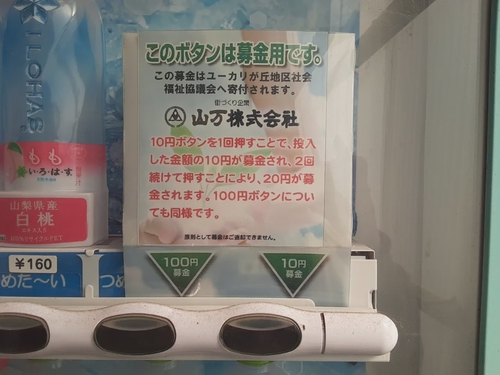 このボタンは募金用です。
この募金はユーカリが丘地区社会
福祉協議会へ寄付されます。
街づくり企業
山万株式会社
10円ボタンを1回押すことで、投入
した金額の10円が募金され、2回
続けて押すことにより、20円が募
金されます。100円ボタンについ
ても同様です。
原則として募金はご返却できません。
100円
募金
10円
募金
ILOHAS
もも
い・ろ・は・す
山梨県産
白桃
¥160
めた〜い
つめ